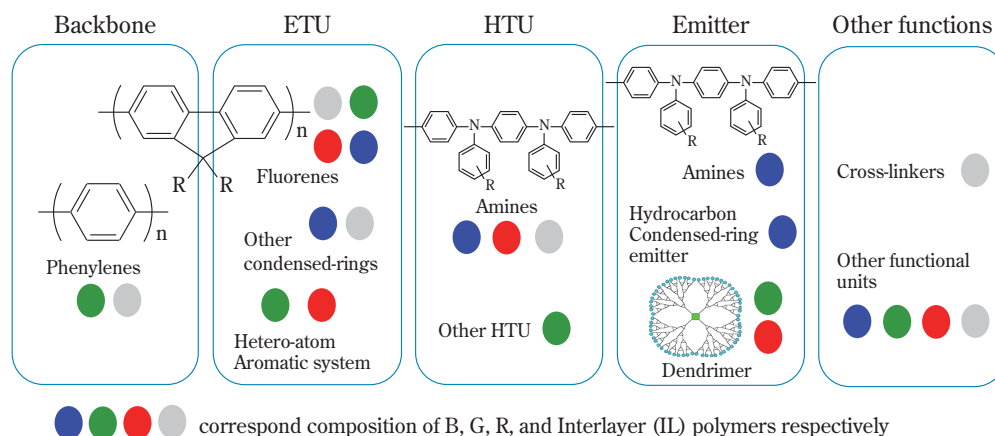 Backbone
ETU
HTU
Emitter
Other functions
n
R R
Fluorenes
n
Phenylenes
Other
condensed-rings
Hetero-atom
Aromatic system
N N
R R
Amines
Other HTU
N N
R R
Amines
Hydrocarbon
Condensed-ring
emitter
Dendrimer
Cross-linkers
Other functional
units
correspond composition of B, G, R, and Interlayer (IL) polymers respectively